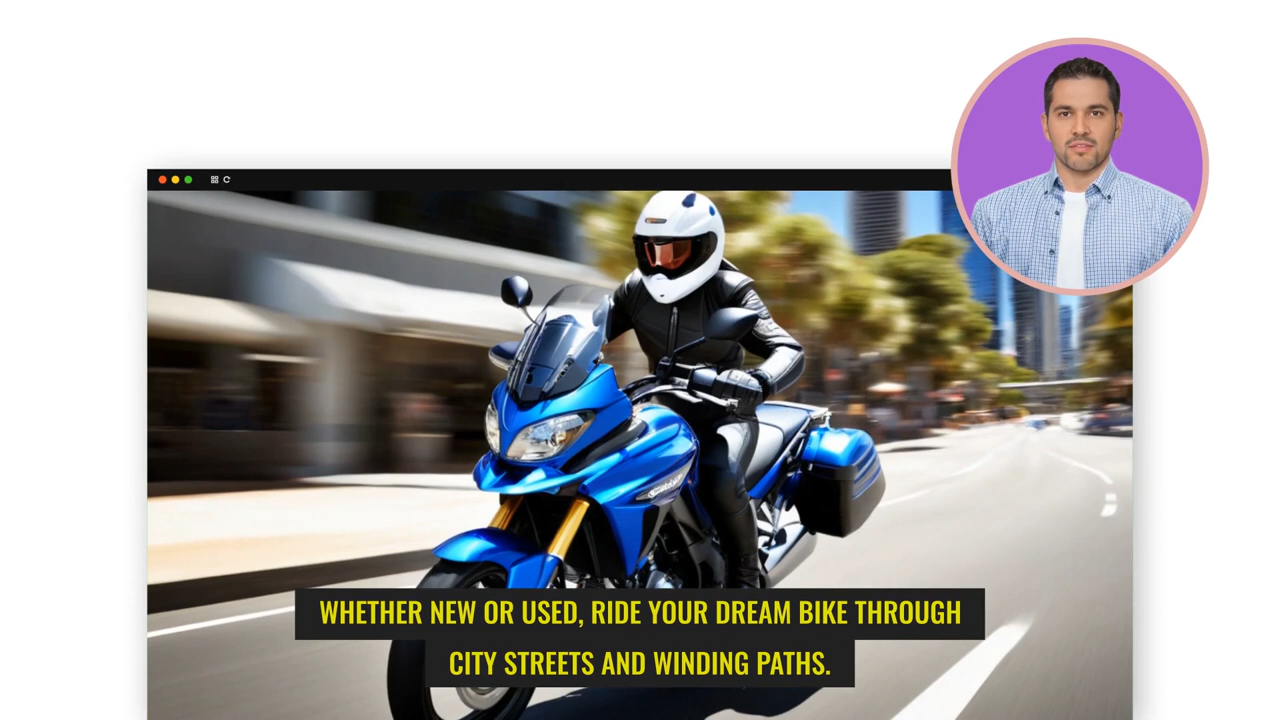 WHETHER NEW OR USED, RIDE YOUR DREAM BIKE THROUGH
CITY STREETS AND WINDING PATHS.